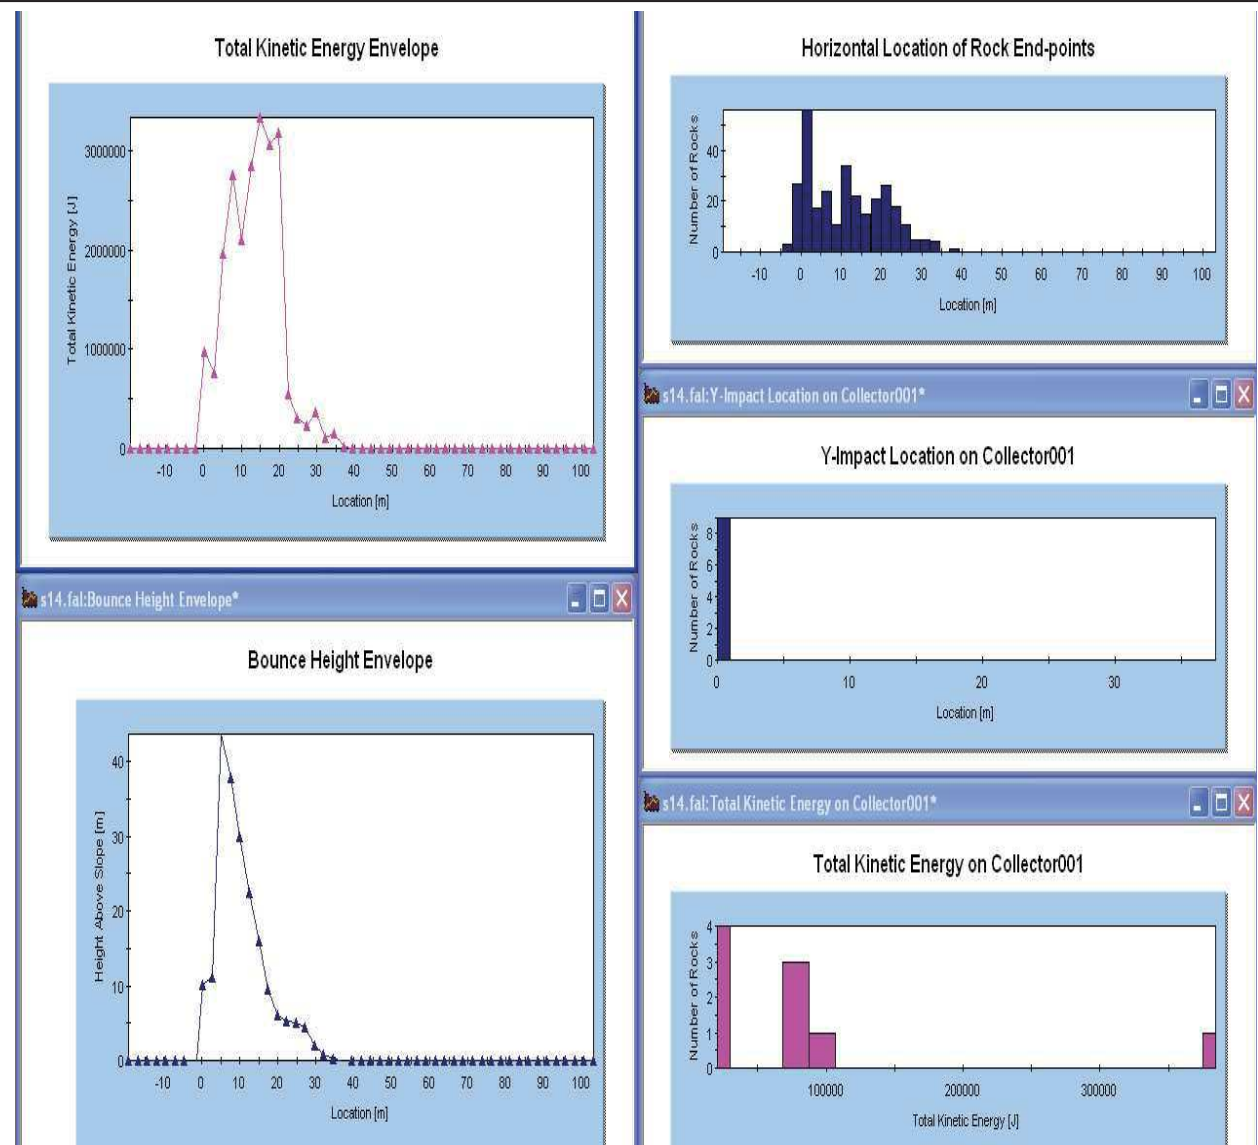 Total Kinetic Energy Envelope
Total Kinetic Energy [J]
3000000
2000000
1000000
0
-10 0 10 20 30 40 50 60 70 80 90 100
Location [m]
s14.fal:Bounce Height Envelope*
Bounce Height Envelope
Height Above Slope [m]
40
30
20
10
0
-10 0 10 20 30 40 50 60 70 80 90 100
Location [m]
Horizontal Location of Rock End-points
Number of Rocks
40
20
0
-10 0 10 20 30 40 50 60 70 80 90 100
Location [m]
s14.fal:Y-Impact Location on Collector001*
Y-Impact Location on Collector001
Number of Rocks
8
6
4
2
0
0 10 20 30
Location [m]
s14.fal:Total Kinetic Energy on Collector001*
Total Kinetic Energy on Collector001
Number of Rocks
4
3
2
1
0
100000 200000 300000
Total Kinetic Energy [J]